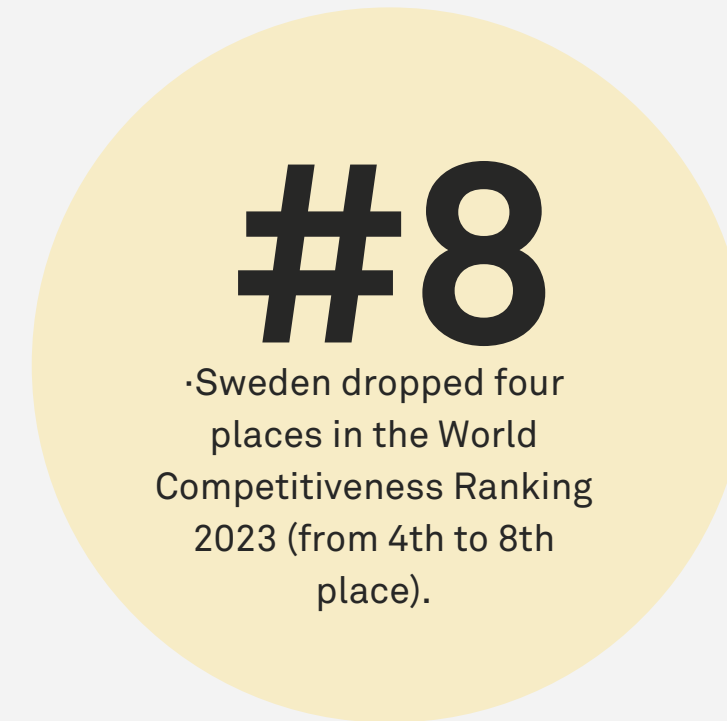 #8
·Sweden dropped four
places in the World
Competitiveness Ranking
2023 (from 4th to 8th
place).